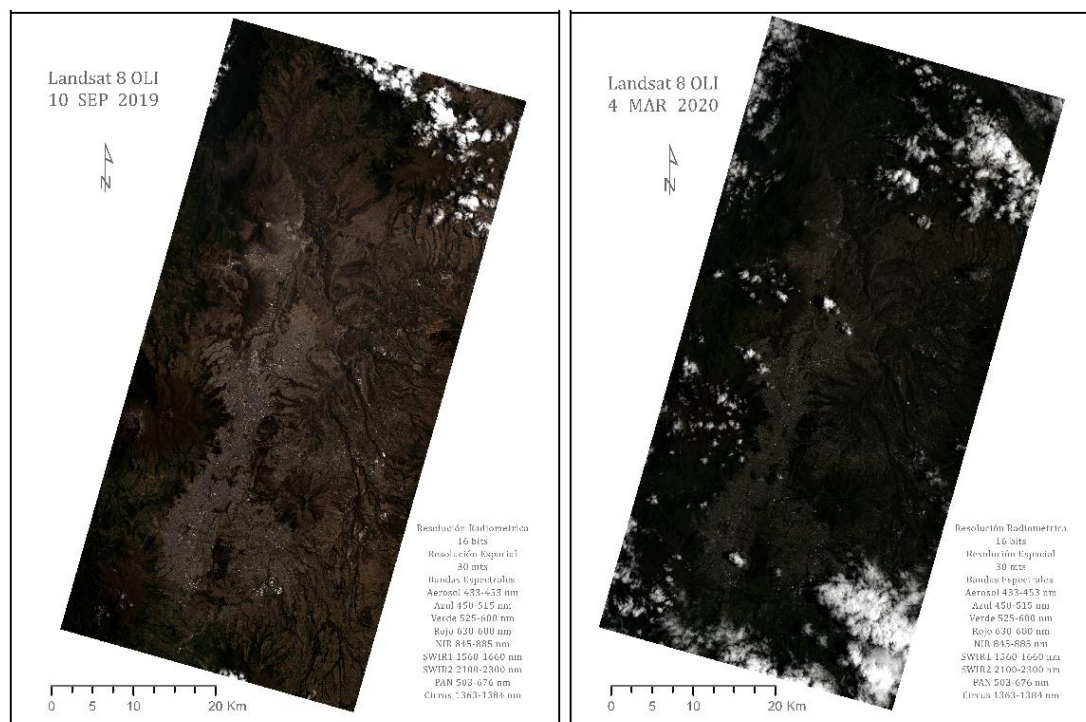 Landsat 8 OLI
10 SEP 2019
N
Resolución Radiometrica
16 bits
Resolución Espacial
30 mts
Bandas Espectrales
Aerosol 433-453 nm
Azul 450-515 nm
Verde 525-600 nm
Rojo 630-680 nm
NIR 845-885 nm
SWIR1 1560-1660 nm
SWIR2 2100-2300 nm
PAN 503-676 nm
Cirrus 1363-1384 nm
0 5 10 20 Km
Landsat 8 OLI
4 MAR 2020
N
Resolución Radiometrica
16 bits
Resolución Espacial
30 mts
Bandas Espectrales
Aerosol 433-453 nm
Azul 450-515 nm
Verde 525-600 nm
Rojo 630-680 nm
NIR 845-885 nm
SWIR1 1560-1660 nm
SWIR2 2100-2300 nm
PAN 503-676 nm
Cirrus 1363-1384 nm
0 5 10 20 Km